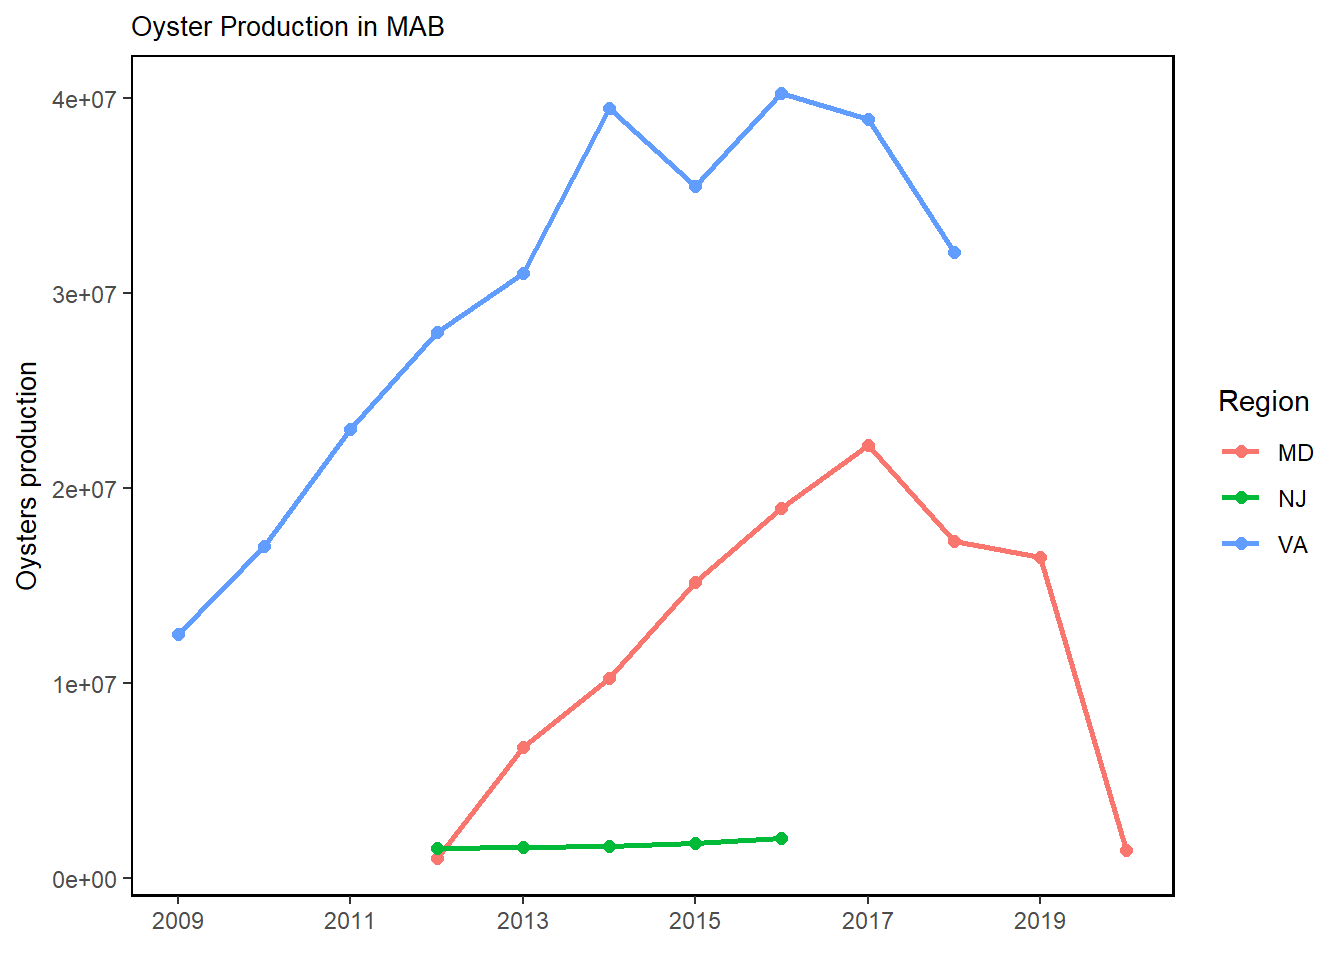 Oyster Production in MAB
4e+07
3e+07
2e+07
1e+07
0e+00
Oysters production
2009 2011 2013 2015 2017 2019
Region
MD
NJ
VA